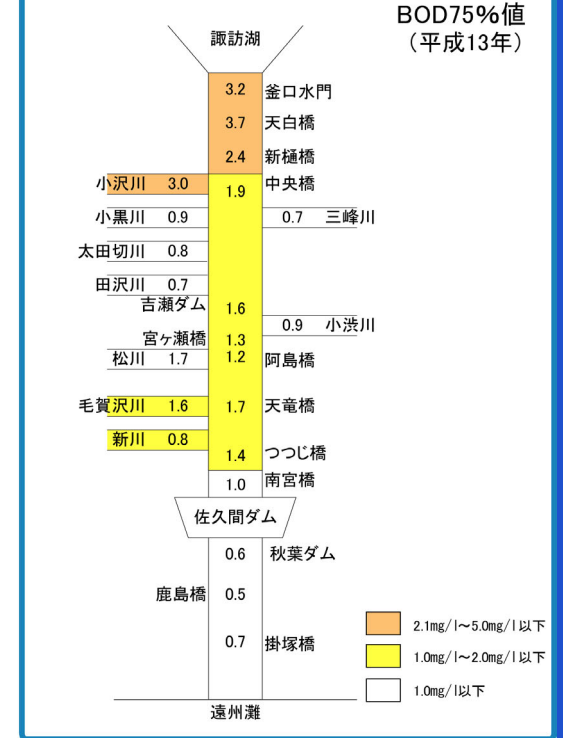 BOD75%値
（平成13年）
諏訪湖
3.2 釜口水門
3.7 天白橋
2.4 新樋橋
小沢川 3.0 1.9 中央橋
小黒川 0.9 0.7 三峰川
太田切川 0.8
田沢川 0.7
吉瀬ダム 1.6
0.9 小渋川
宮ヶ瀬橋 1.3
松川 1.7 1.2 阿島橋
毛賀沢川 1.6 1.7 天竜橋
新川 0.8
1.4 つつじ橋
1.0 南宮橋
佐久間ダム
0.6 秋葉ダム
鹿島橋 0.5
0.7 掛塚橋
2.1mg/l～5.0mg/l以下
1.0mg/l～2.0mg/l以下
1.0mg/l以下
遠州灘